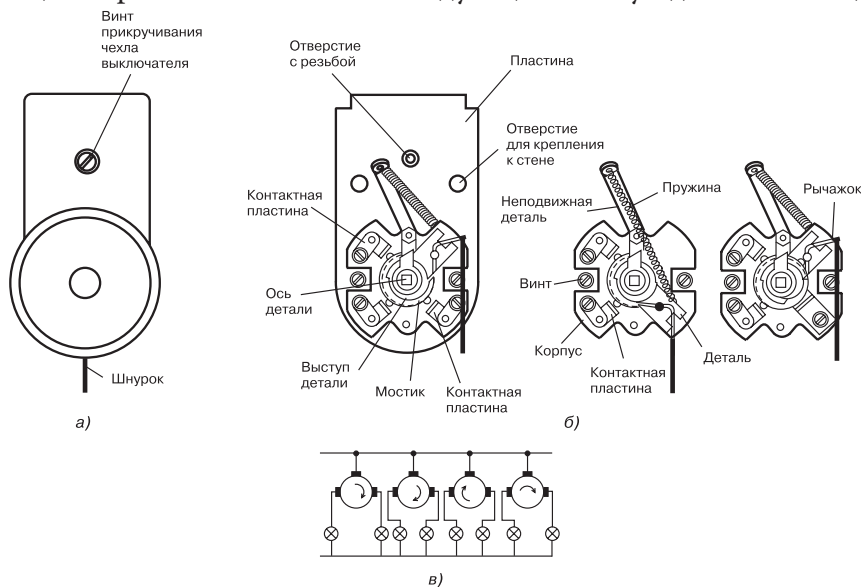 Винт
прикручивания
чехла
выключателя
Шнурок
а)
Отверстие
с резьбой
Пластина
Отверстие
для крепления
к стене
Контактная
пластина
Ось
детали
Выступ
детали
Мостик
Контактная
пластина
Неподвижная
деталь
Пружина
Рычажок
Винт
Корпус
Контактная
пластина
Деталь
б)
в)